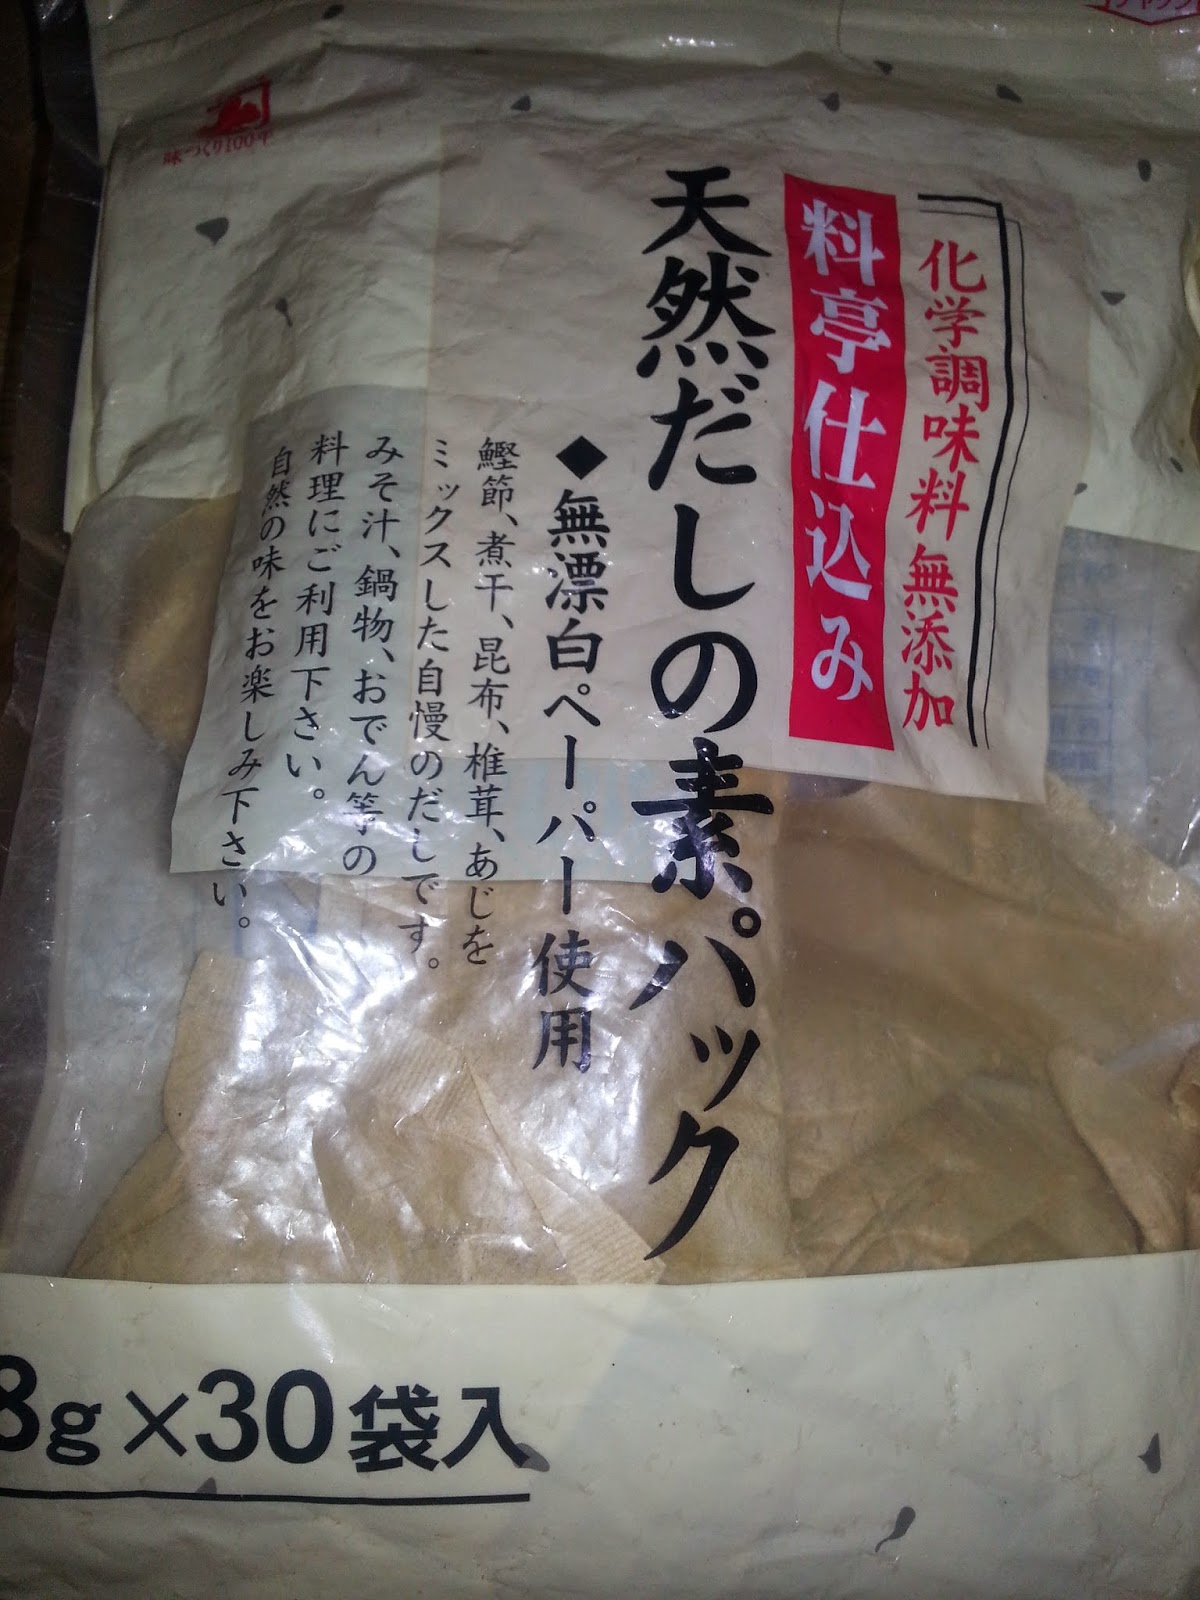 味づくり100年
化学調味料無添加
料亭仕込み
天然だしの素パック
◆無漂白ペーパー使用
鰹節、煮干、昆布、椎茸、あじを
ミックスした自慢のだしです。
みそ汁、鍋物、おでん等の
料理にご利用下さい。
自然の味をお楽しみ下さい。
8g×30袋入